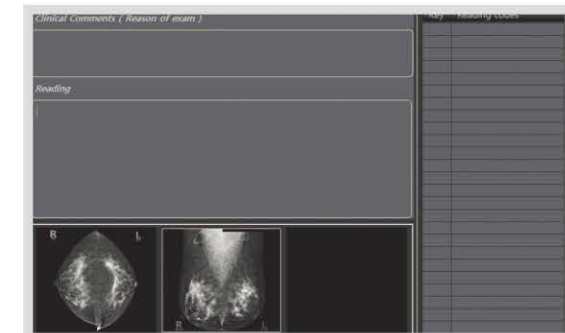 Clinical Comments ( Reason of exam )
Key Reading codes
Reading
R L
R L